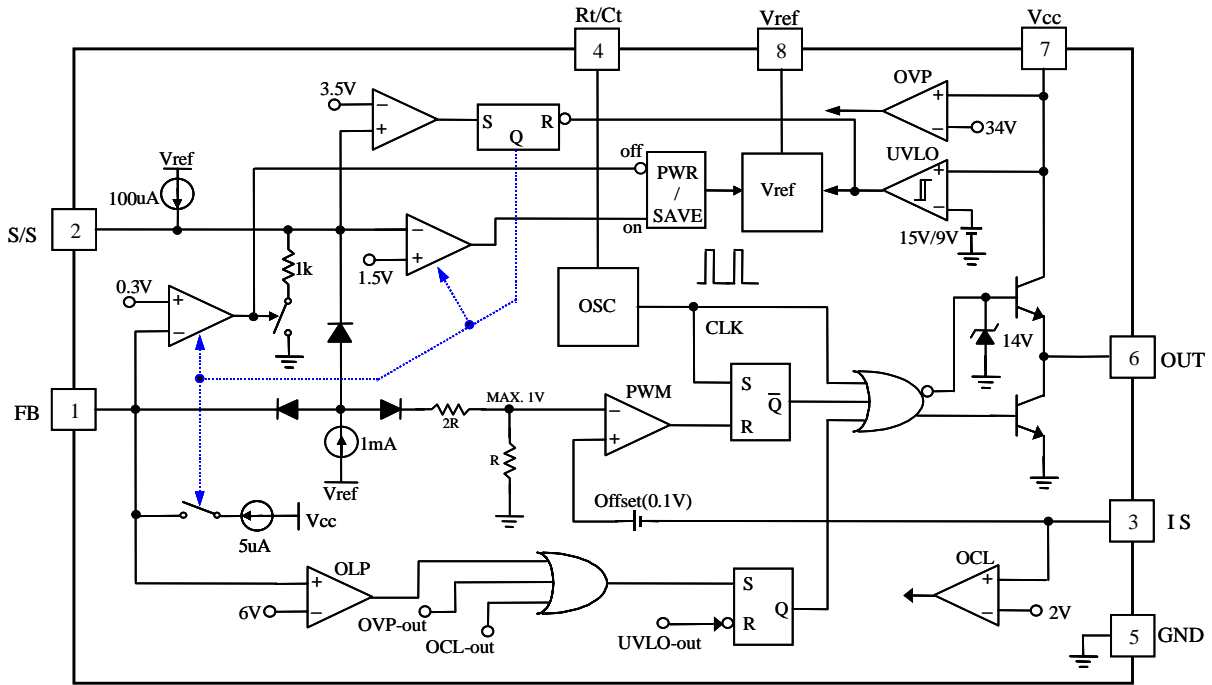 Rt/Ct
Vref
Vcc
4
8
7
OVP
3.5V
+
−
S
R
Q
+
−
34V
off
PWR
/
SAVE
on
Vref
UVLO
+
−
15V/9V
Vref
100uA
S/S
2
1k
−
+
1.5V
0.3V
+
−
OSC
CLK
14V
6
OUT
FB
1
MAX. 1V
2R
R
1mA
Vref
PWM
−
+
S
Q
R
Offset(0.1V)
3
I S
Vcc
5uA
OLP
+
−
6V
OVP-out
OCL-out
S
Q
R
UVLO-out
OCL
+
−
2V
5
GND